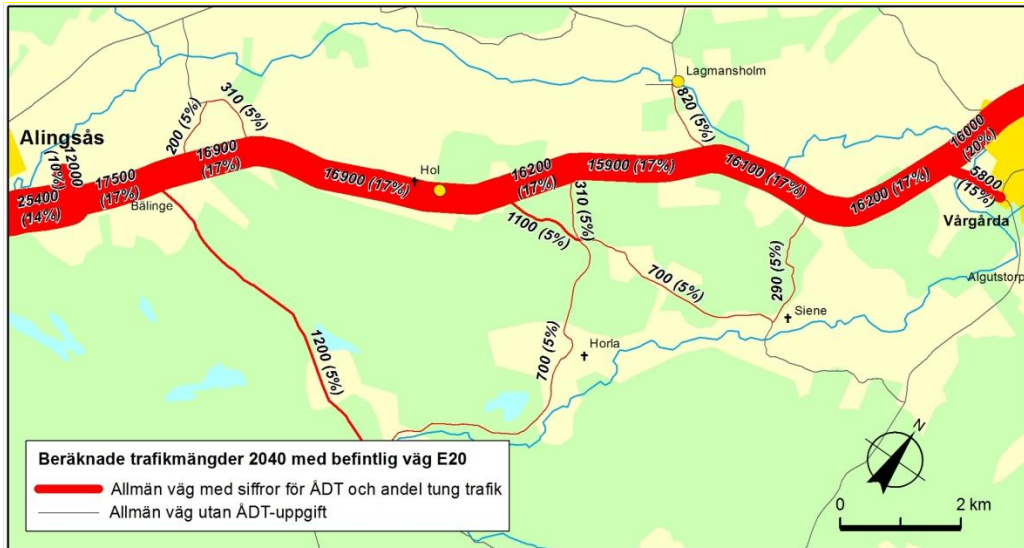 Lagmansholm
310 (5%)
200 (5%)
820 (5%)
Alingsås
12000
(10%)
25400
(14%)
17500
(17%)
16900
(17%)
Hol
16900 (17%)
16200
(17%)
15900 (17%)
16100 (17%)
16200 (17%)
16000
(20%)
5800
(15%)
Bälinge
Vårgårda
310 (5%)
1100 (5%)
700 (5%)
290 (5%)
Algutstorp
Siene
1200 (5%)
700 (5%)
Horla
N
Beräknade trafikmängder 2040 med befintlig väg E20
Allmän väg med siffror för ÅDT och andel tung trafik
Allmän väg utan ÅDT-uppgift
0 2 km